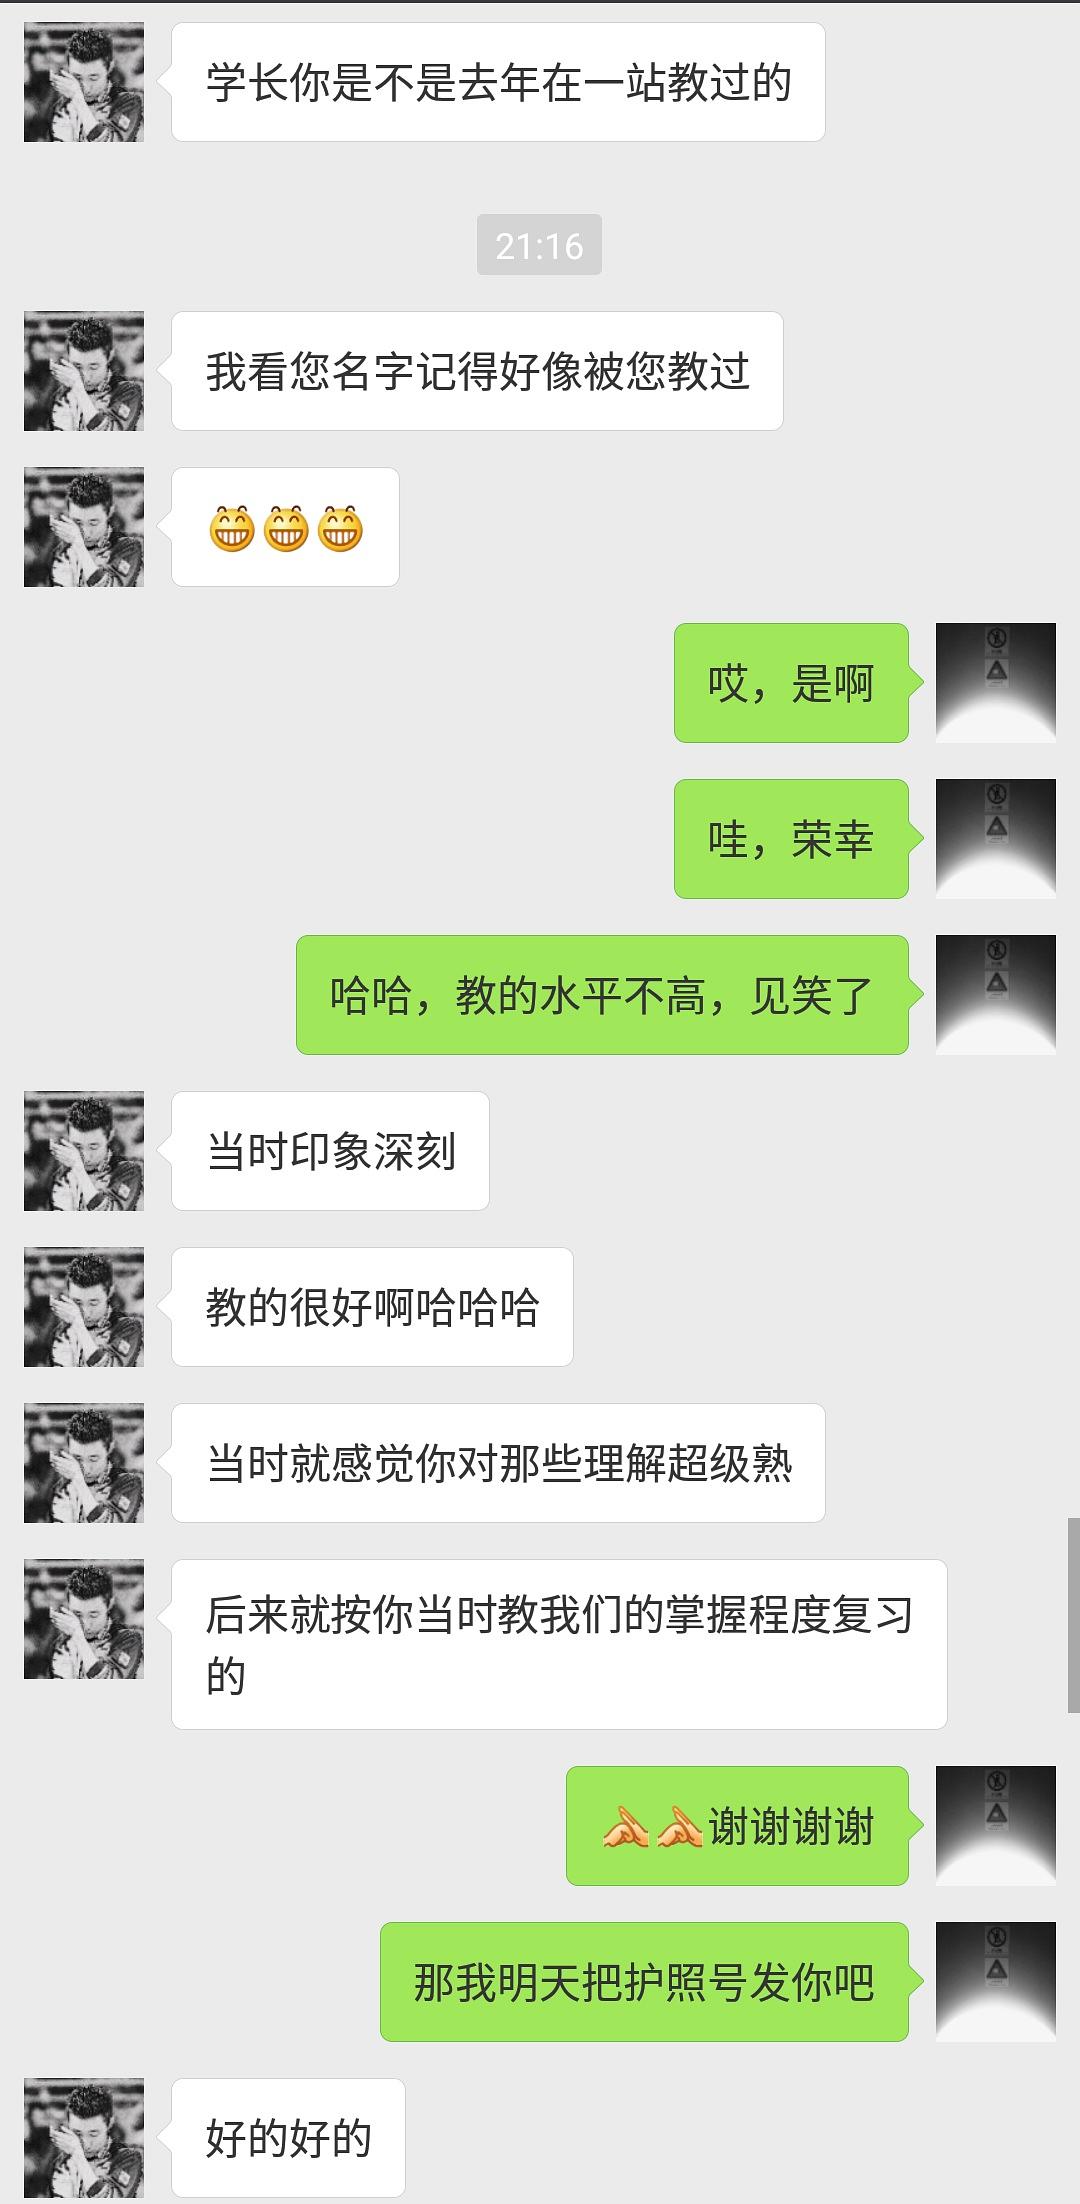 学长你是不是去年在一站教过的
21:16
我看您名字记得好像被您教过
😁😁😁
哎，是啊
哇，荣幸
哈哈，教的水平不高，见笑了
当时印象深刻
教的很好啊哈哈哈
当时就感觉你对那些理解超级熟
后来就按你当时教我们的掌握程度复习
的
谢谢谢谢
那我明天把护照号发你吧
好的好的